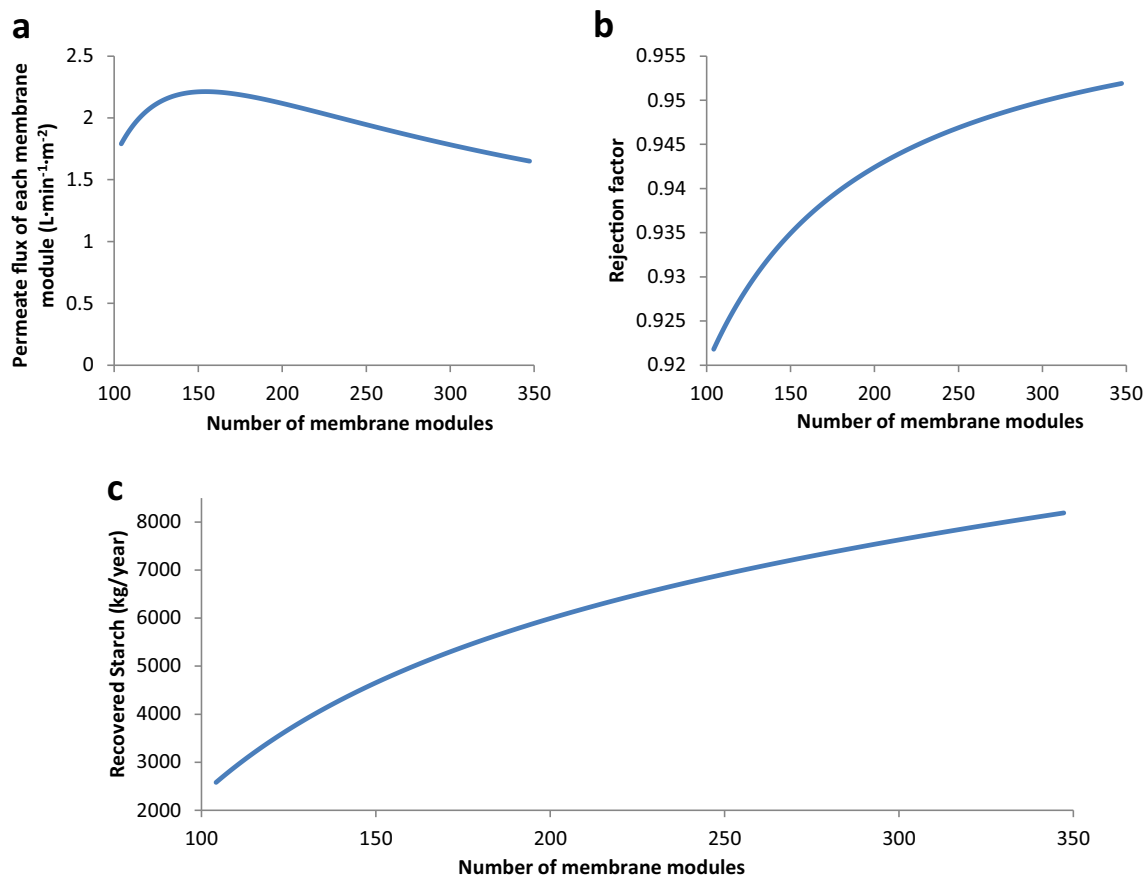 a
Permeate flux of each membrane
module (L·min⁻¹·m⁻²)
2.5
2
1.5
1
0.5
0
100 150 200 250 300 350
Number of membrane modules
b
Rejection factor
0.955
0.95
0.945
0.94
0.935
0.93
0.925
0.92
100 150 200 250 300 350
Number of membrane modules
c
Recovered Starch (kg/year)
8000
7000
6000
5000
4000
3000
2000
100 150 200 250 300 350
Number of membrane modules